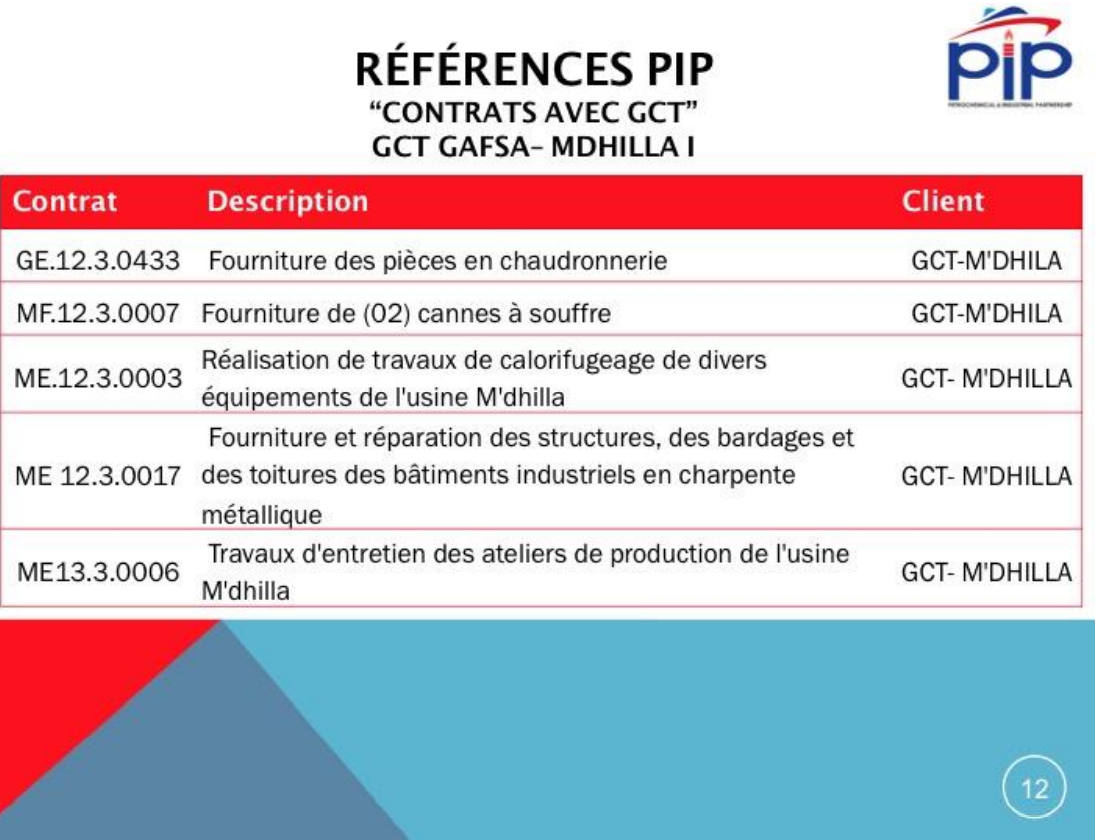 RÉFÉRENCES PIP
“CONTRATS AVEC GCT”
GCT GAFSA– MDHILLA I
pip
PETROCHEMICAL & INDUSTRIAL PARTNERSHIP
Contrat Description Client
GE.12.3.0433 Fourniture des pièces en chaudronnerie GCT-M'DHILA
MF.12.3.0007 Fourniture de (02) cannes à souffre GCT-M'DHILA
ME.12.3.0003 Réalisation de travaux de calorifugeage de divers
équipements de l'usine M'dhilla GCT- M'DHILLA
ME 12.3.0017 Fourniture et réparation des structures, des bardages et
des toitures des bâtiments industriels en charpente
métallique GCT- M'DHILLA
ME13.3.0006 Travaux d'entretien des ateliers de production de l'usine
M'dhilla GCT- M'DHILLA
12